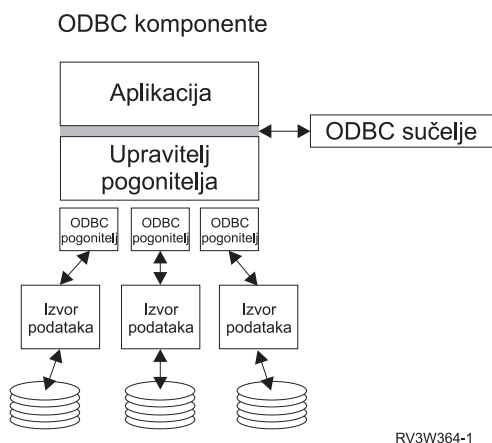 ODBC komponente
Aplikacija
ODBC sučelje
Upravitelj
pogonitelja
ODBC
pogonitelj
ODBC
pogonitelj
ODBC
pogonitelj
Izvor
podataka
Izvor
podataka
Izvor
podataka
RV3W364-1